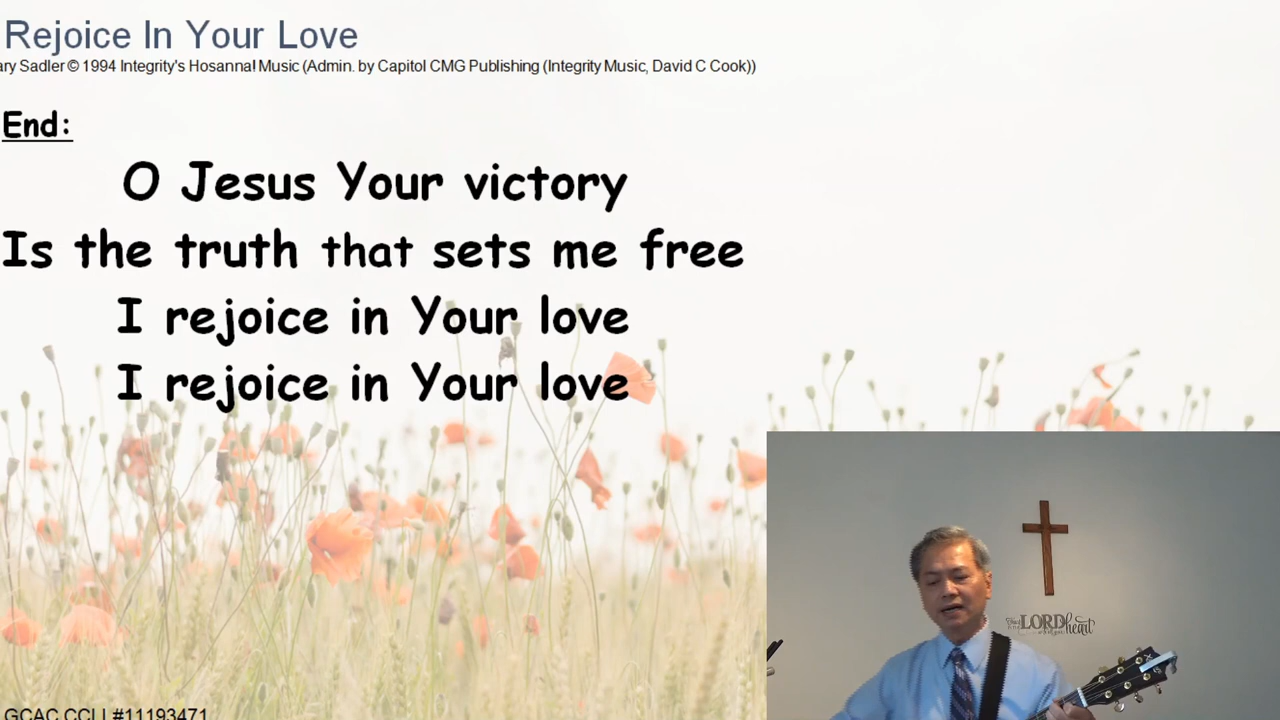 Rejoice In Your Love
ary Sadler © 1994 Integrity's Hosanna! Music (Admin. by Capitol CMG Publishing (Integrity Music, David C Cook))
End:
O Jesus Your victory
Is the truth that sets me free
I rejoice in Your love
I rejoice in Your love
LORD
heart
GCAC CCLI #11193471